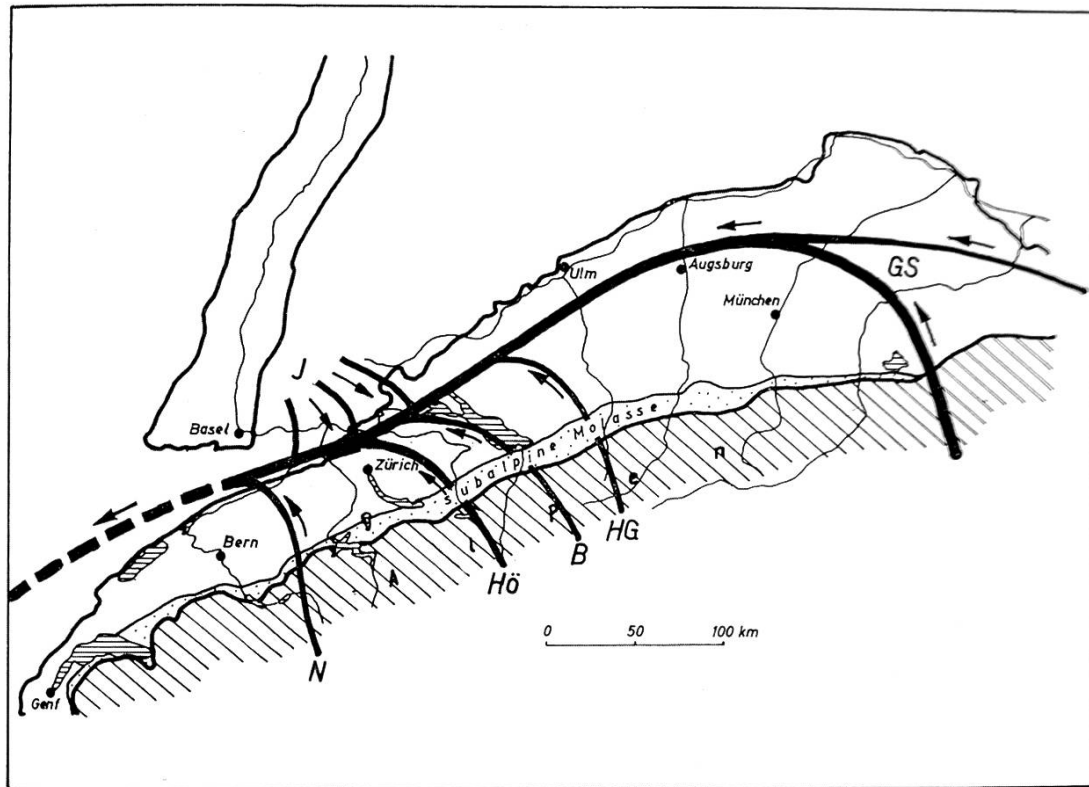 GS
Ulm
Augsburg
München
J
Basel
Zürich
subalpine Molasse
Bern
A l p e n
HG
B
Hö
N
0 50 100 km
Genf